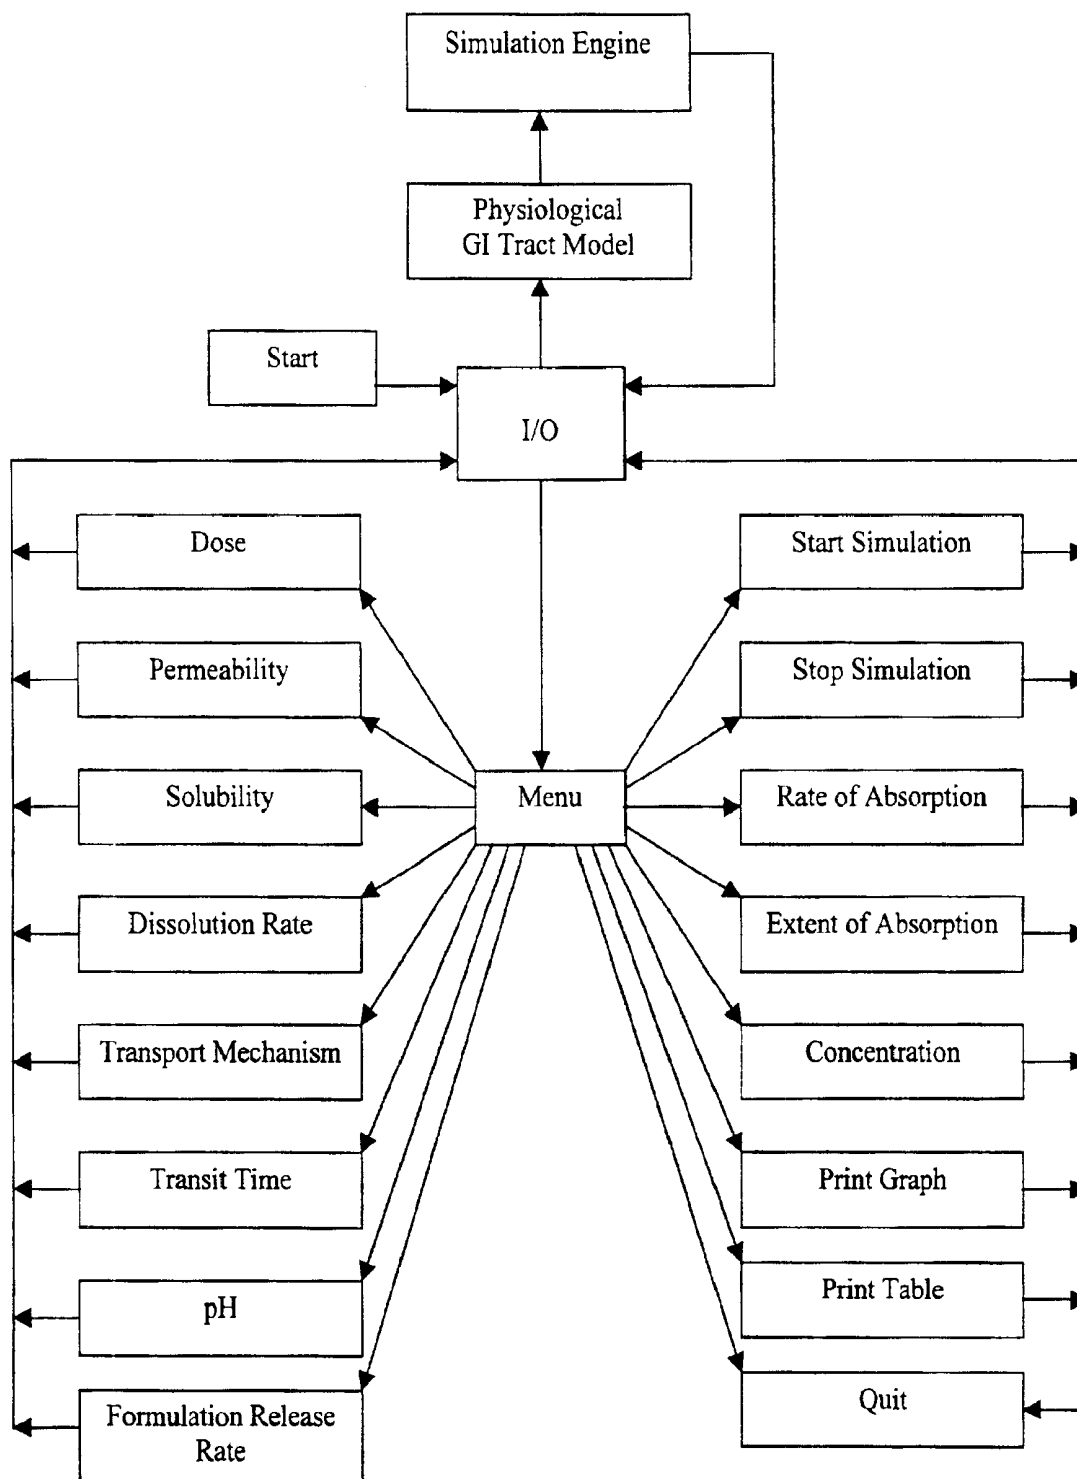 Simulation Engine
Physiological
GI Tract Model
Start
I/O
Dose
Start Simulation
Permeability
Stop Simulation
Solubility
Menu
Rate of Absorption
Dissolution Rate
Extent of Absorption
Transport Mechanism
Concentration
Transit Time
Print Graph
pH
Print Table
Formulation Release
Rate
Quit